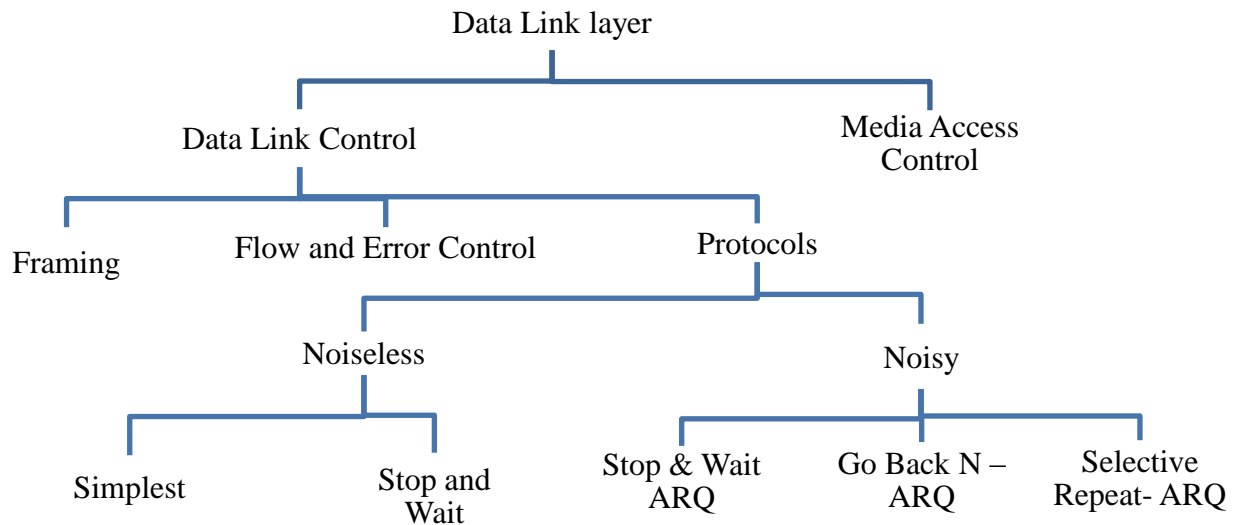 Data Link layer
Data Link Control
Media Access
Control
Framing
Flow and Error Control
Protocols
Noiseless
Noisy
Simplest
Stop and
Wait
Stop & Wait
ARQ
Go Back N –
ARQ
Selective
Repeat- ARQ